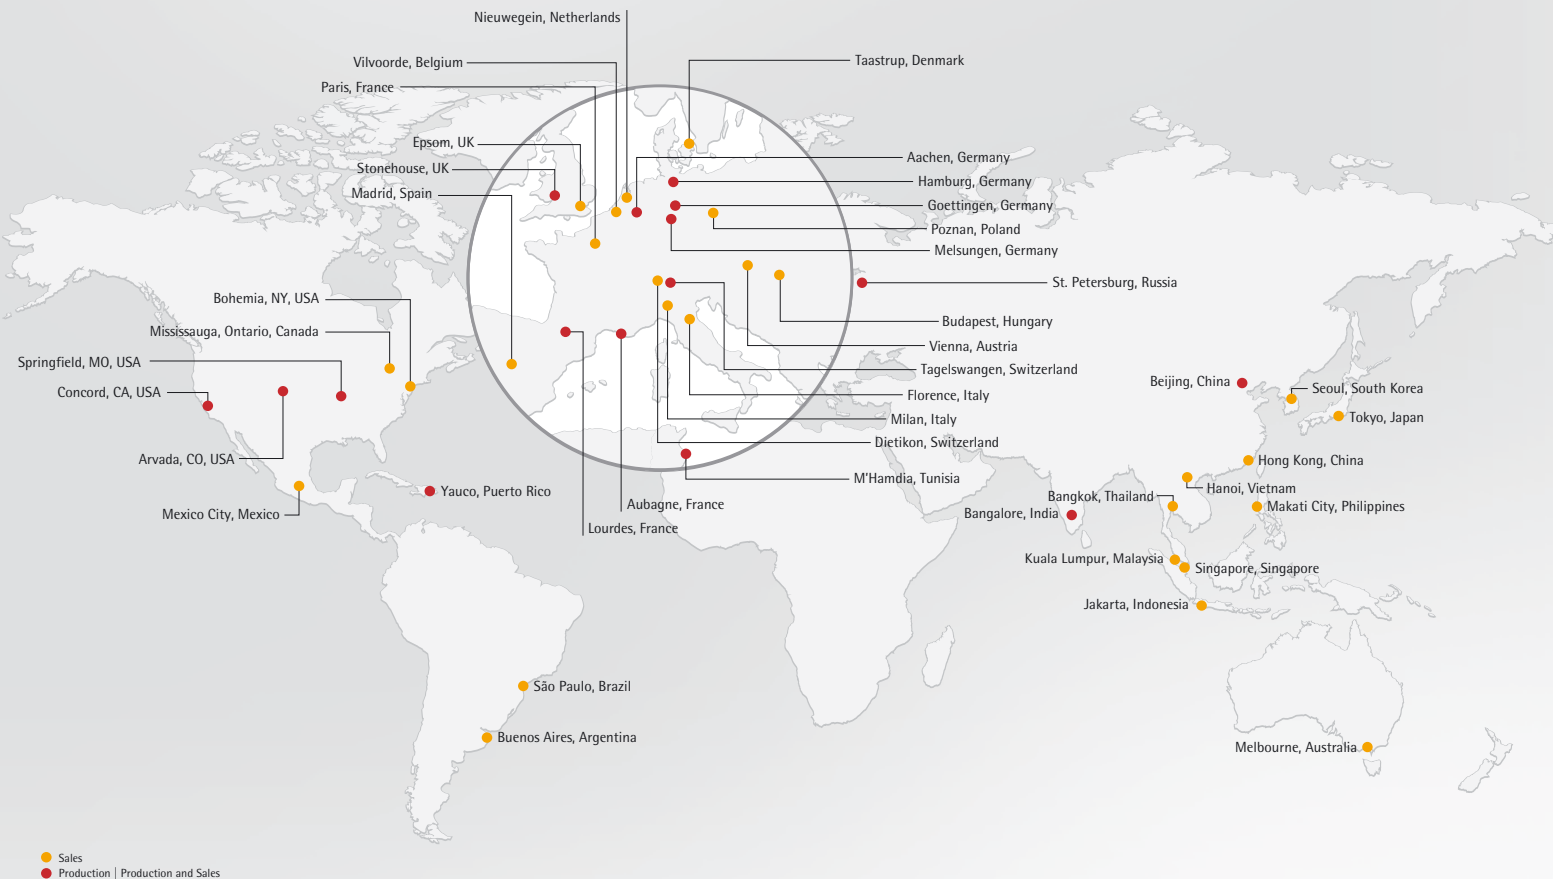 Nieuwegein, Netherlands
Vilvoorde, Belgium
Taastrup, Denmark
Paris, France
Epsom, UK
Aachen, Germany
Stonehouse, UK
Hamburg, Germany
Madrid, Spain
Goettingen, Germany
Poznan, Poland
Melsungen, Germany
St. Petersburg, Russia
Bohemia, NY, USA
Budapest, Hungary
Mississauga, Ontario, Canada
Vienna, Austria
Springfield, MO, USA
Tagelswangen, Switzerland
Beijing, China
Seoul, South Korea
Concord, CA, USA
Florence, Italy
Milan, Italy
Tokyo, Japan
Dietikon, Switzerland
Arvada, CO, USA
Hong Kong, China
M'Hamdia, Tunisia
Hanoi, Vietnam
Yauco, Puerto Rico
Bangkok, Thailand
Aubagne, France
Makati City, Philippines
Mexico City, Mexico
Bangalore, India
Lourdes, France
Kuala Lumpur, Malaysia
Singapore, Singapore
Jakarta, Indonesia
São Paulo, Brazil
Buenos Aires, Argentina
Melbourne, Australia
Sales
Production | Production and Sales